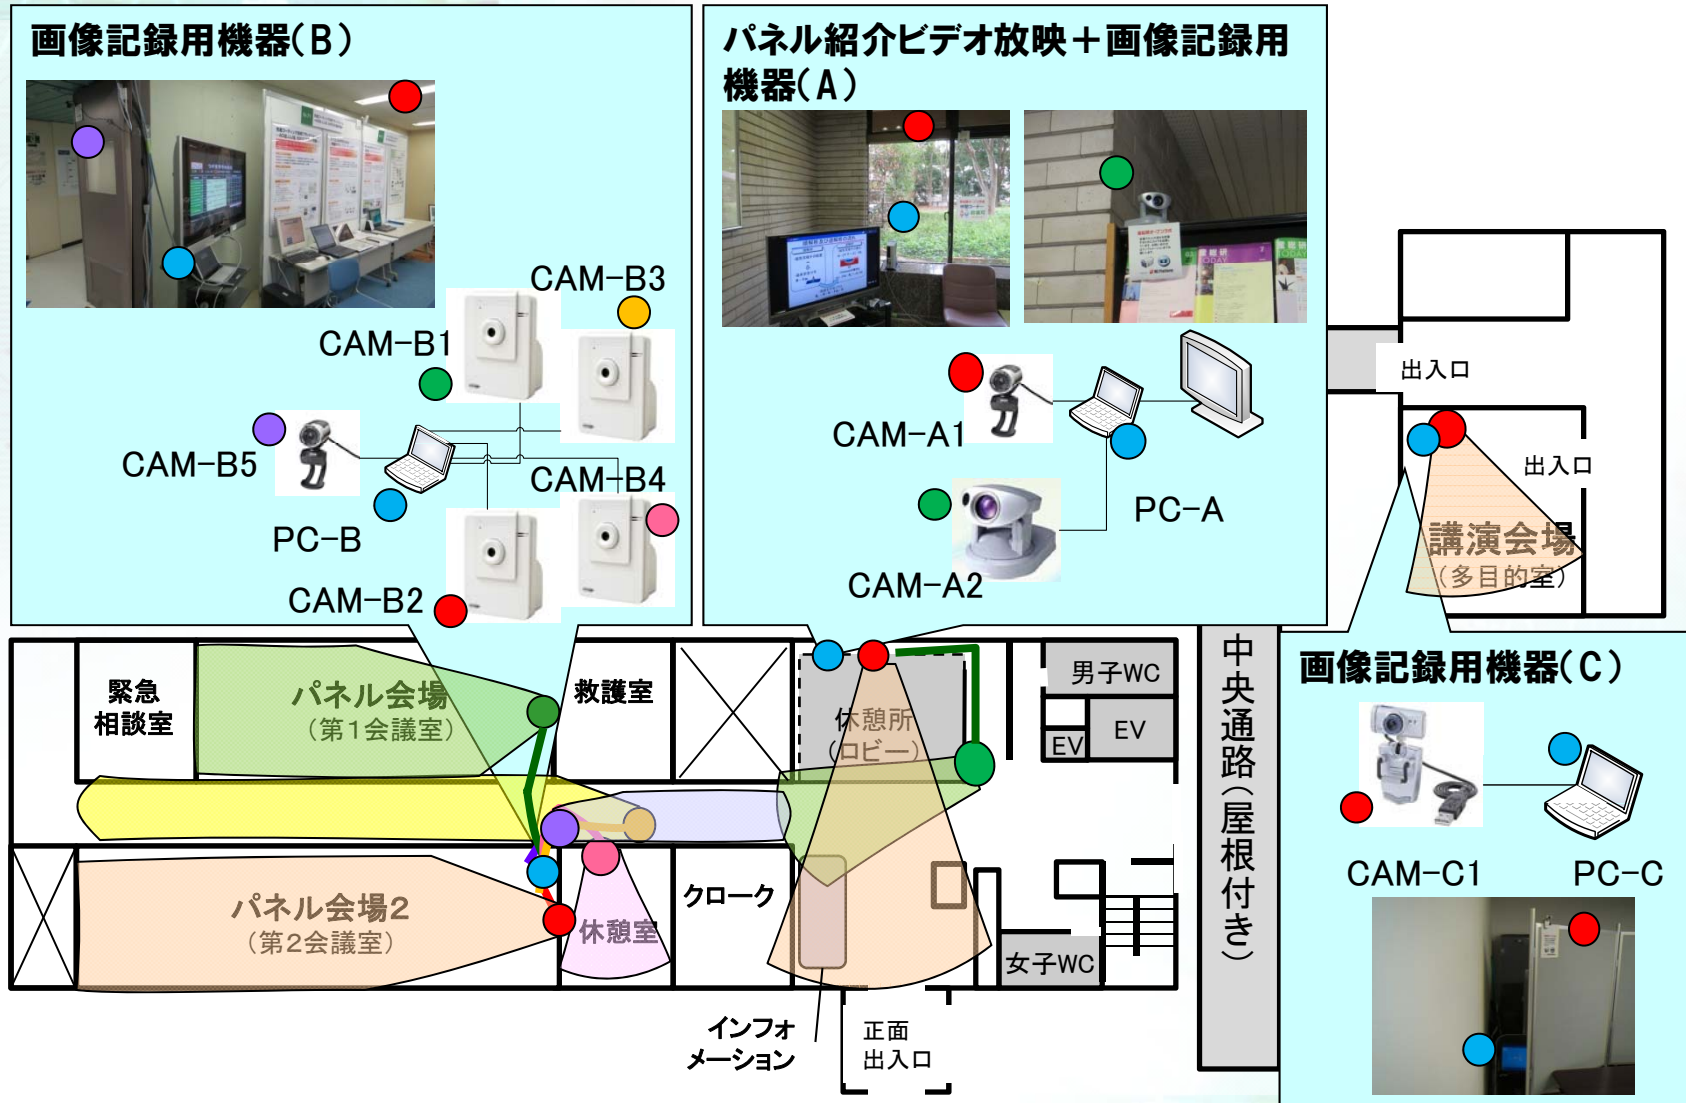 画像記録用機器(B)
CAM-B3
CAM-B1
CAM-B5
CAM-B4
PC-B
CAM-B2
パネル紹介ビデオ放映+画像記録用
機器(A)
TODAY
CAM-A1
PC-A
CAM-A2
出入口
出入口
講演会場
(多目的室)
画像記録用機器(C)
CAM-C1
PC-C
緊急
相談室
パネル会場
(第1会議室)
救護室
休憩所
(ロビー)
男子WC
EV
EV
中央通路(屋根付き)
パネル会場2
(第2会議室)
休憩室
クローク
女子WC
インフォ
メーション
正面
出入口